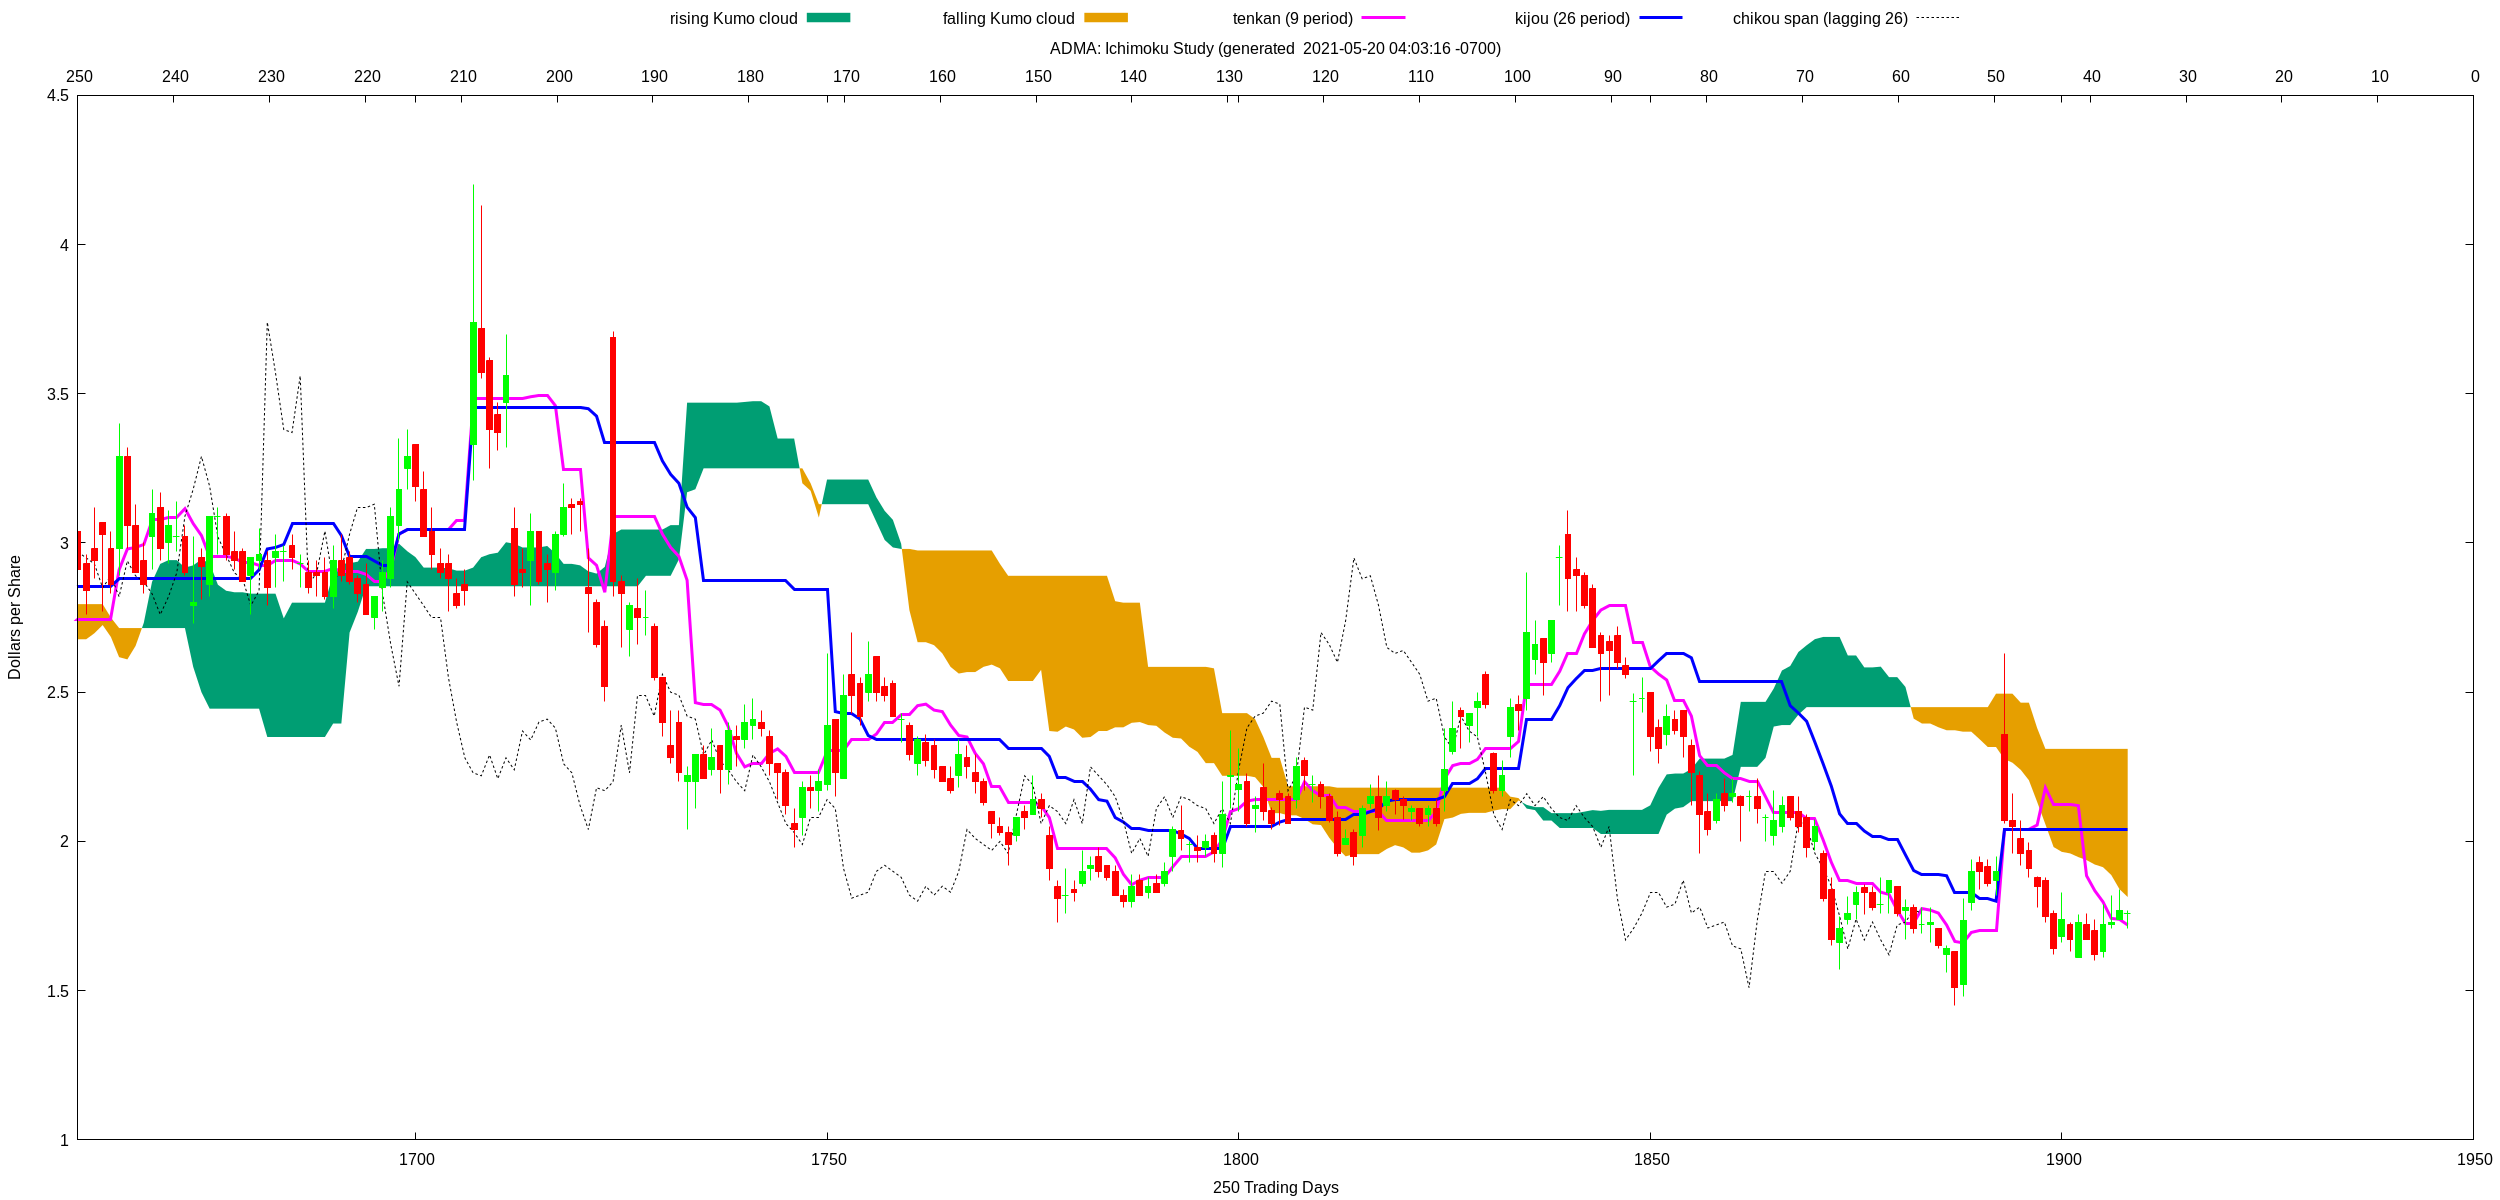 rising Kumo cloud falling Kumo cloud tenkan (9 period) kijou (26 period) chikou span (lagging 26)
ADMA: Ichimoku Study (generated  2021-05-20 04:03:16 -0700)
250 240 230 220 210 200 190 180 170 160 150 140 130 120 110 100 90 80 70 60 50 40 30 20 10 0
4.5
4
3.5
3
Dollars per Share
2.5
2
1.5
1
1700 1750 1800 1850 1900 1950
250 Trading Days